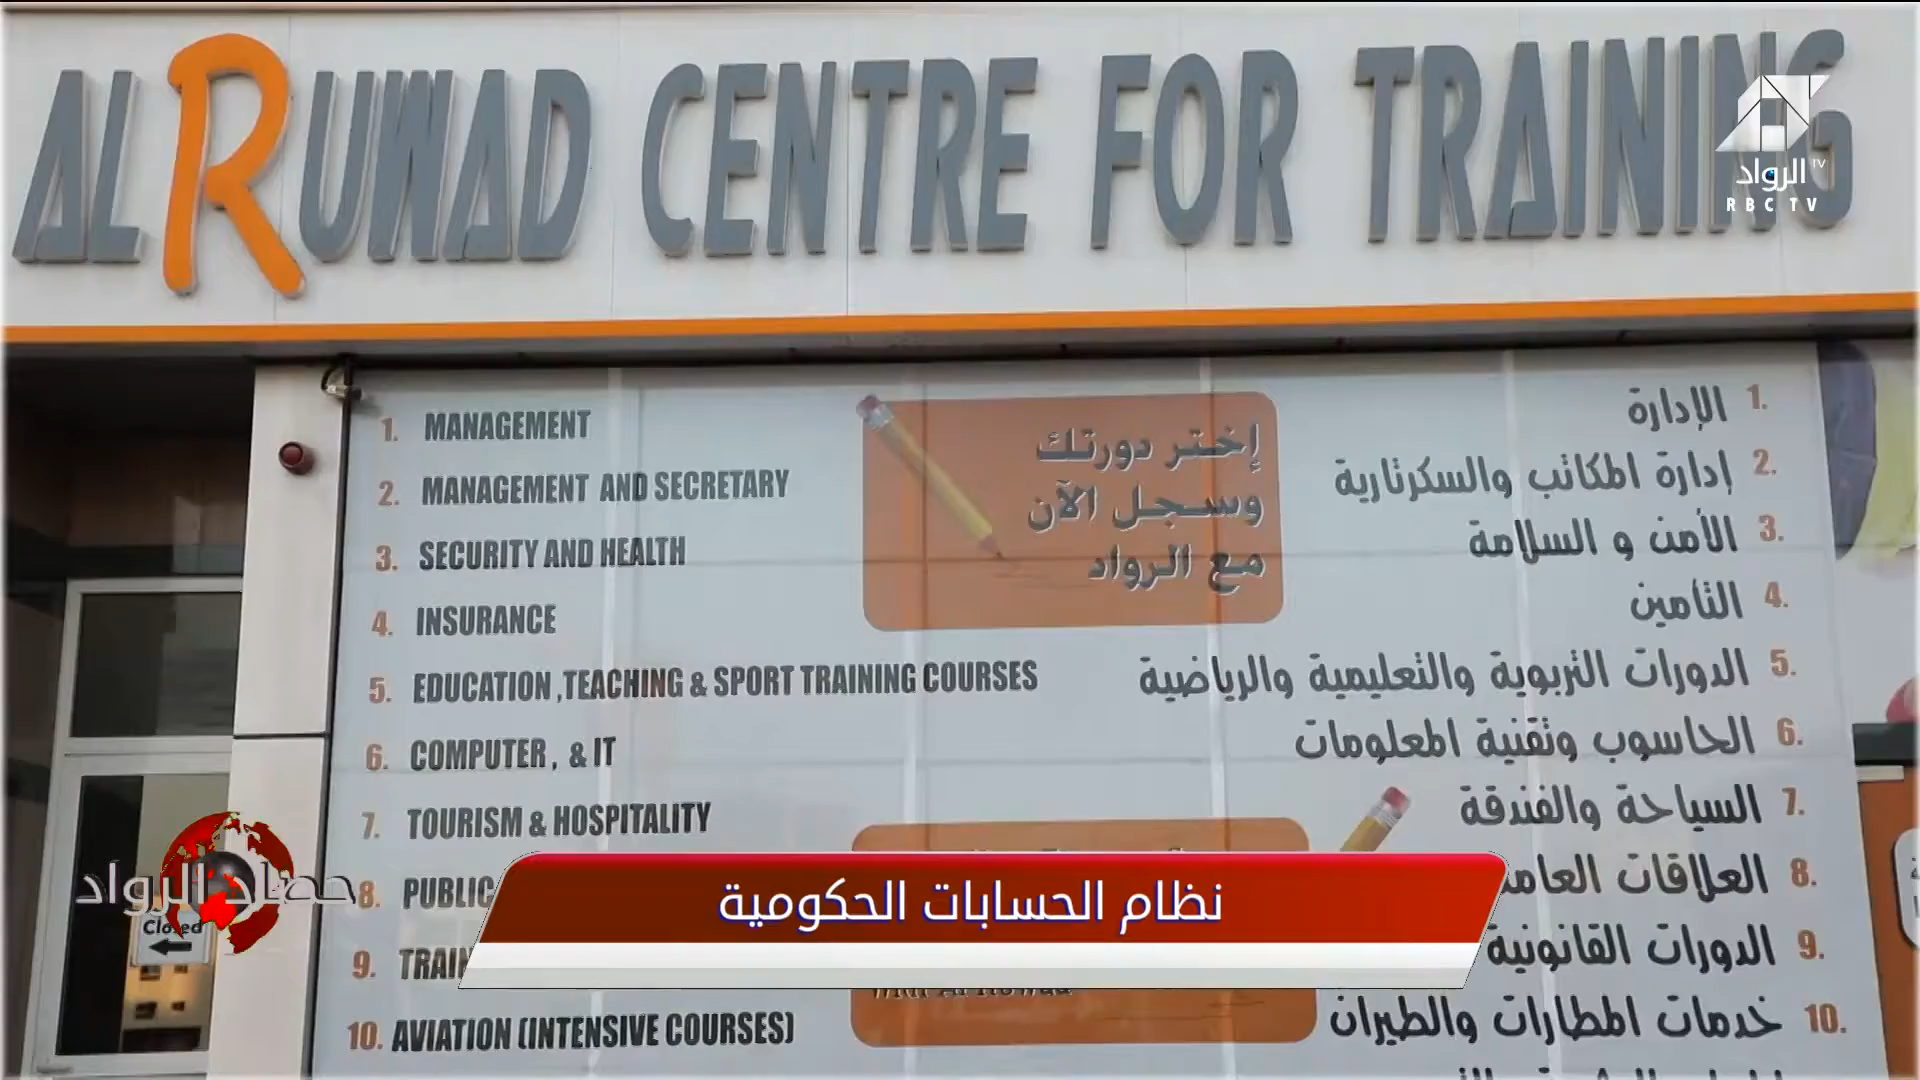 AL RUWAD CENTRE FOR TRAINING
الرواد TV
RBC TV
1. MANAGEMENT
2. MANAGEMENT AND SECRETARY
3. SECURITY AND HEALTH
4. INSURANCE
5. EDUCATION ,TEACHING & SPORT TRAINING COURSES
6. COMPUTER , & IT
7. TOURISM & HOSPITALITY
8. PUBLIC
9.
10. AVIATION (INTENSIVE COURSES)
إختر دورتك
وسجل الآن
مع الرواد
1. الإدارة
2. إدارة المكاتب والسكرتارية
3. الأمن و السلامة
4. التأمين
5. الدورات التربوية والتعليمية والرياضية
6. الحاسوب وتقنية المعلومات
7. السياحة والفندقة
8. العلاقات
9. الدورات القانونية
10. خدمات المطارات والطيران
حصاد الرواد
Closed
نظام الحسابات الحكومية